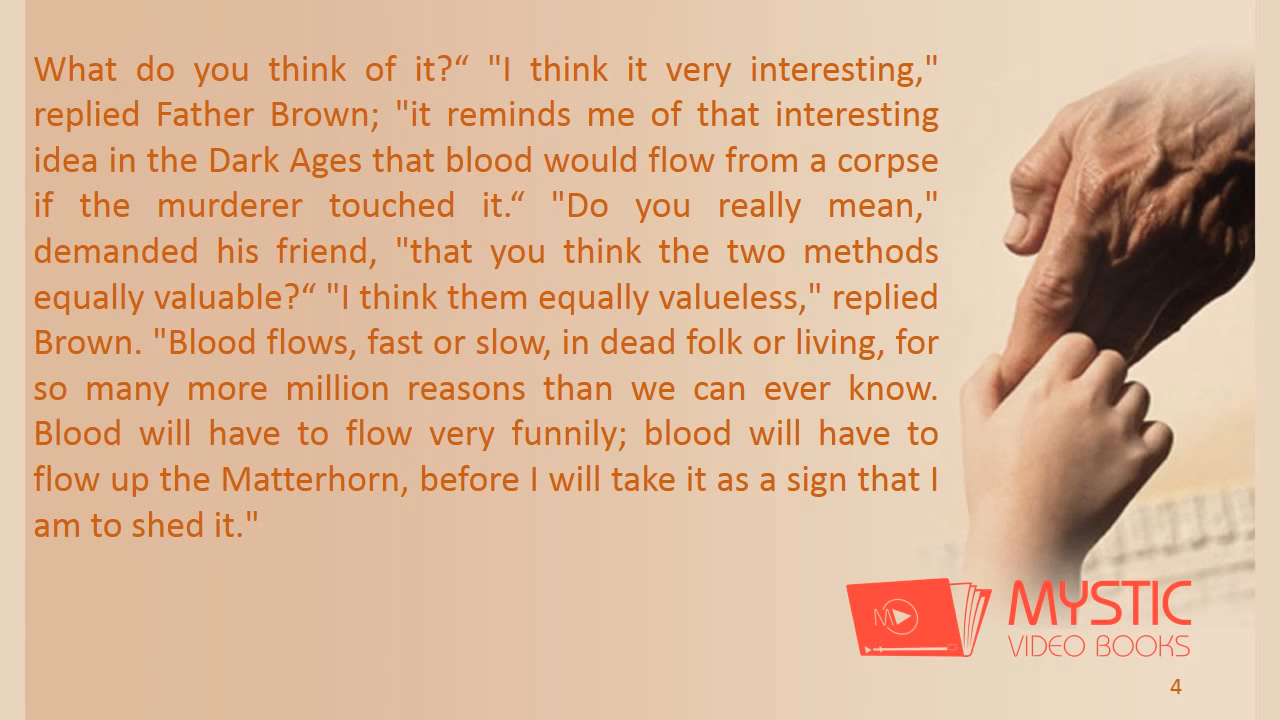 What do you think of it?“ "I think it very interesting,"
replied Father Brown; "it reminds me of that interesting
idea in the Dark Ages that blood would flow from a corpse
if the murderer touched it.“ "Do you really mean,"
demanded his friend, "that you think the two methods
equally valuable?“ "I think them equally valueless," replied
Brown. "Blood flows, fast or slow, in dead folk or living, for
so many more million reasons than we can ever know.
Blood will have to flow very funnily; blood will have to
flow up the Matterhorn, before I will take it as a sign that I
am to shed it."
M
MYSTIC
VIDEO BOOKS
4